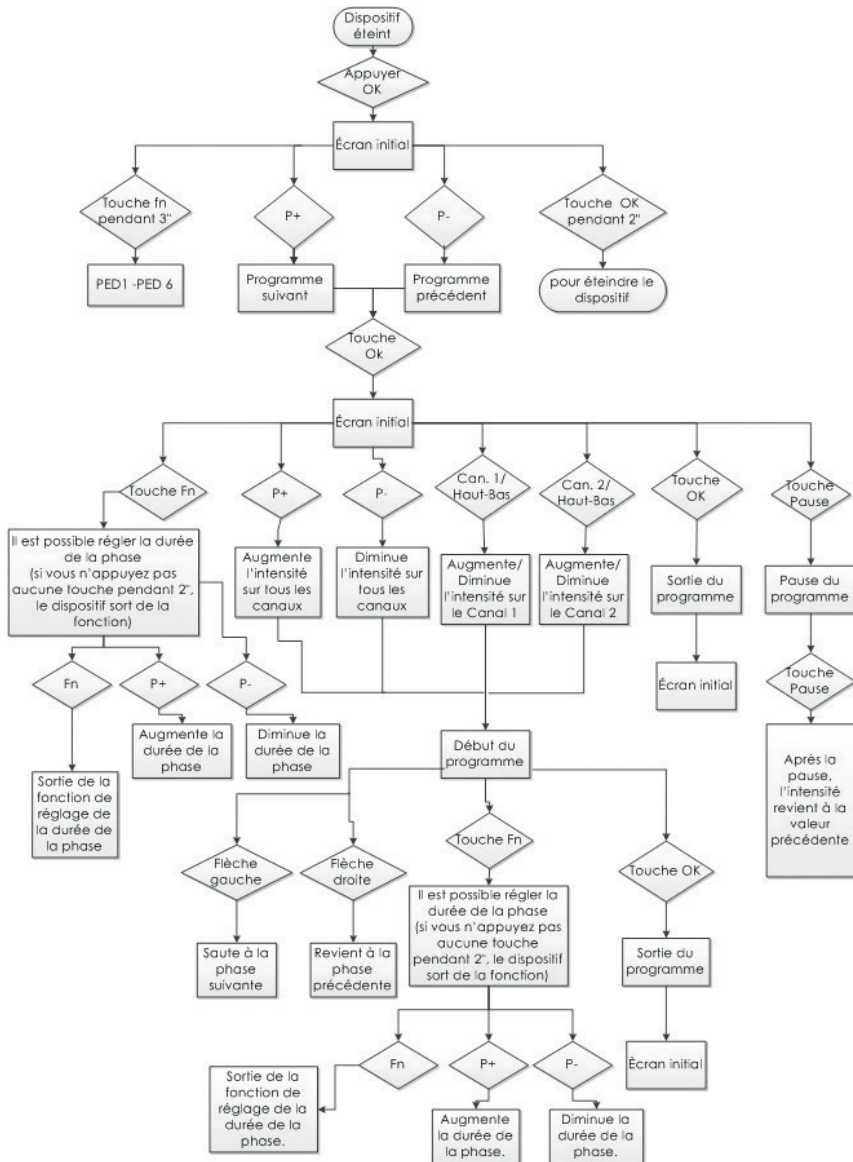 Dispositif
éteint
Appuyer
OK
Écran initial
Touche fn
pendant 3"
P+
P-
Touche OK
pendant 2"
PED1 -PED 6
Programme
suivant
Programme
précédent
pour éteindre le
dispositif
Touche
Ok
Écran initial
Touche Fn
P+
P-
Can. 1/
Haut-Bas
Can. 2/
Haut-Bas
Touche
OK
Touche
Pause
Il est possible régler la durée
de la phase
(si vous n'appuyez pas
aucune touche pendant 2",
le dispositif sort de la
fonction)
Augmente
l'intensité
sur tous les
canaux
Diminue
l'intensité sur
tous les
canaux
Augmente/
Diminue
l'intensité sur
le Canal 1
Augmente/
Diminue
l'intensité sur
le Canal 2
Sortie du
programme
Pause du
programme
Fn
P+
P-
Écran initial
Touche
Pause
Augmente la
durée de la
phase
Diminue la
durée de la
phase
Début du
programme
Après la
pause,
l'intensité
revient à la
valeur
précédente
Sortie de la
fonction de
réglage de
la durée de
la phase
Flèche
gauche
Flèche
droite
Touche Fn
Touche OK
Il est possible régler la
durée de la phase
(si vous n'appuyez pas
aucune touche
pendant 2", le dispositif
sort de la fonction)
Saute à la
phase
suivante
Revient à la
phase
précédente
Sortie du
programme
Fn
P+
P-
Ècran initial
Sortie de la
fonction de
réglage de la
durée de la
phase.
Augmente
la durée de
la phase.
Diminue la
durée de la
phase.